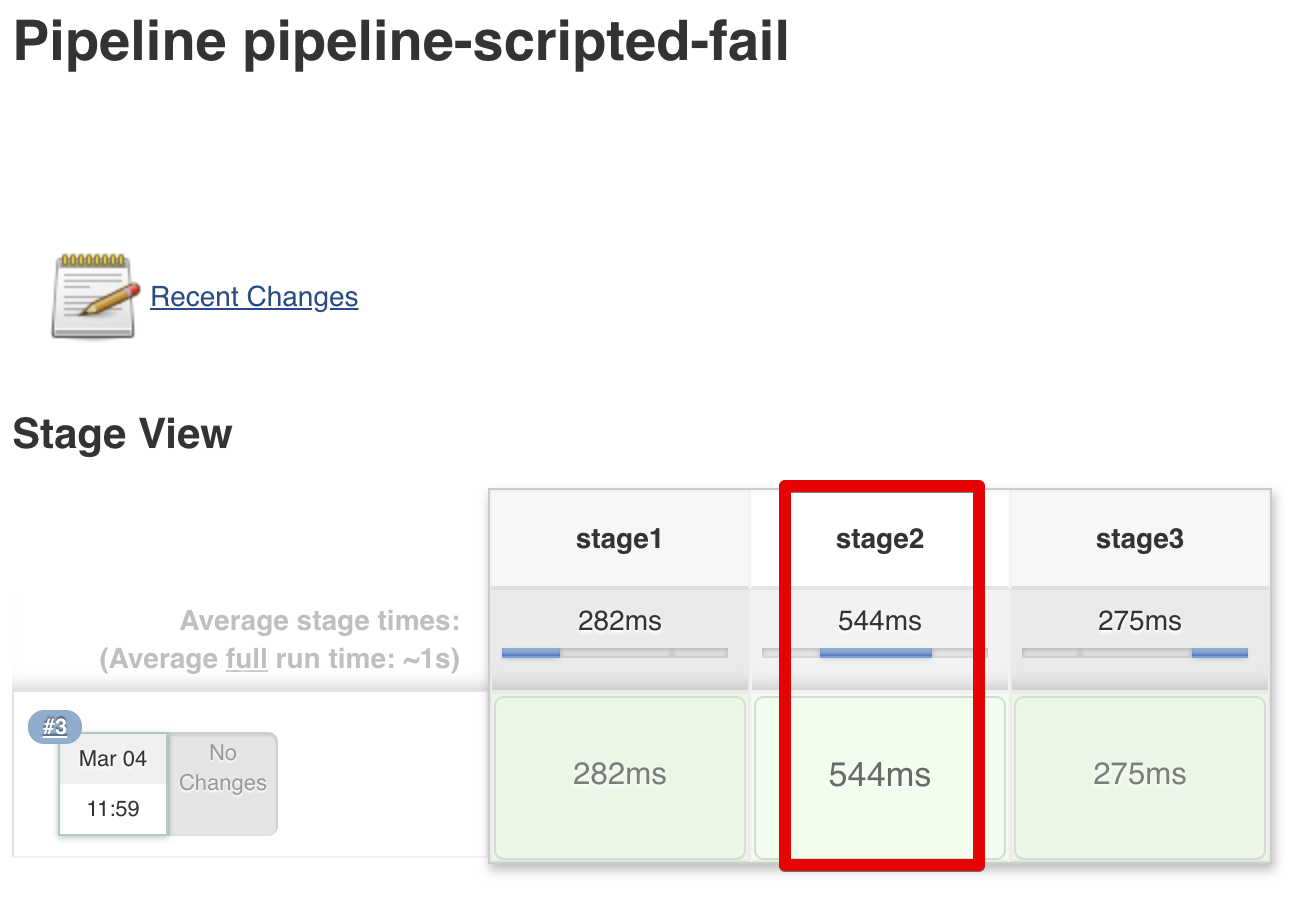 Pipeline pipeline-scripted-fail
Recent Changes
Stage View
stage1 stage2 stage3
Average stage times: 282ms 544ms 275ms
(Average full run time: ~1s)
#3
Mar 04 No
Changes
11:59
282ms 544ms 275ms